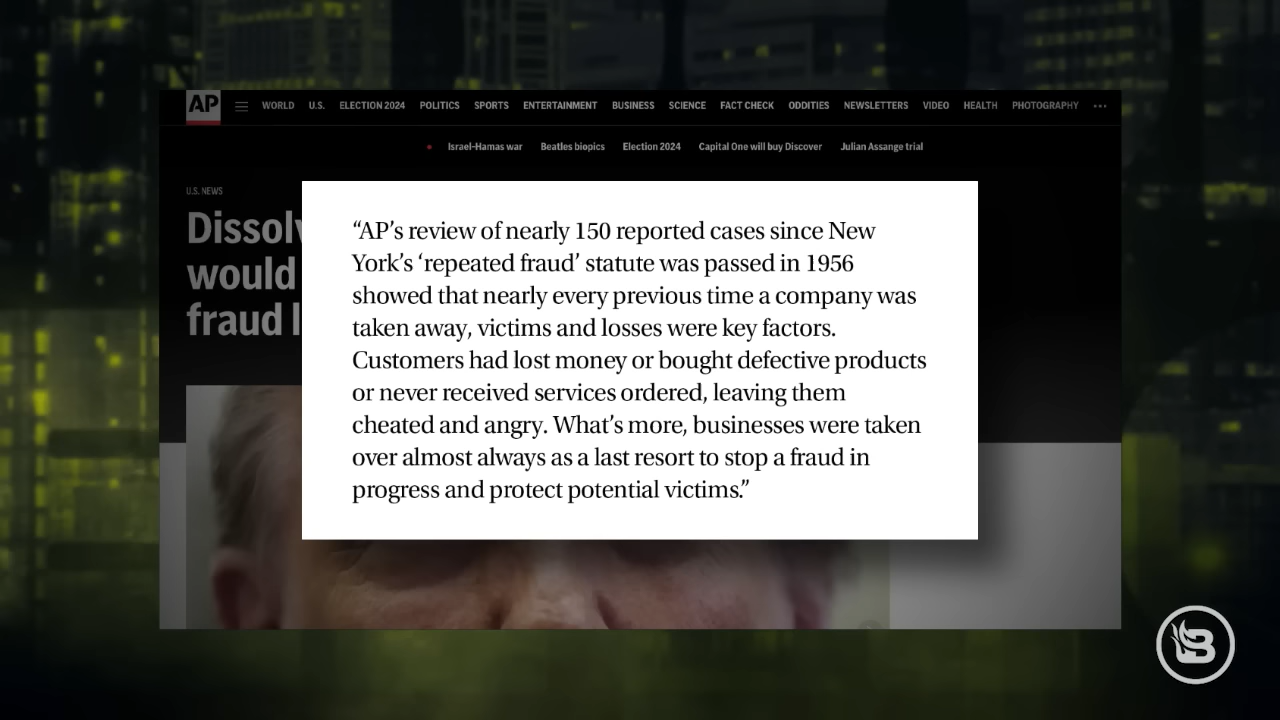 AP
WORLD U.S. ELECTION 2024 POLITICS SPORTS ENTERTAINMENT BUSINESS SCIENCE FACT CHECK ODDITIES NEWSLETTERS VIDEO HEALTH PHOTOGRAPHY ...
Israel-Hamas war Beatles biopics Election 2024 Capital One will buy Discover Julian Assange trial
U.S. NEWS
would
fraud
“AP’s review of nearly 150 reported cases since New
York’s ‘repeated fraud’ statute was passed in 1956
showed that nearly every previous time a company was
taken away, victims and losses were key factors.
Customers had lost money or bought defective products
or never received services ordered, leaving them
cheated and angry. What’s more, businesses were taken
over almost always as a last resort to stop a fraud in
progress and protect potential victims.”
B